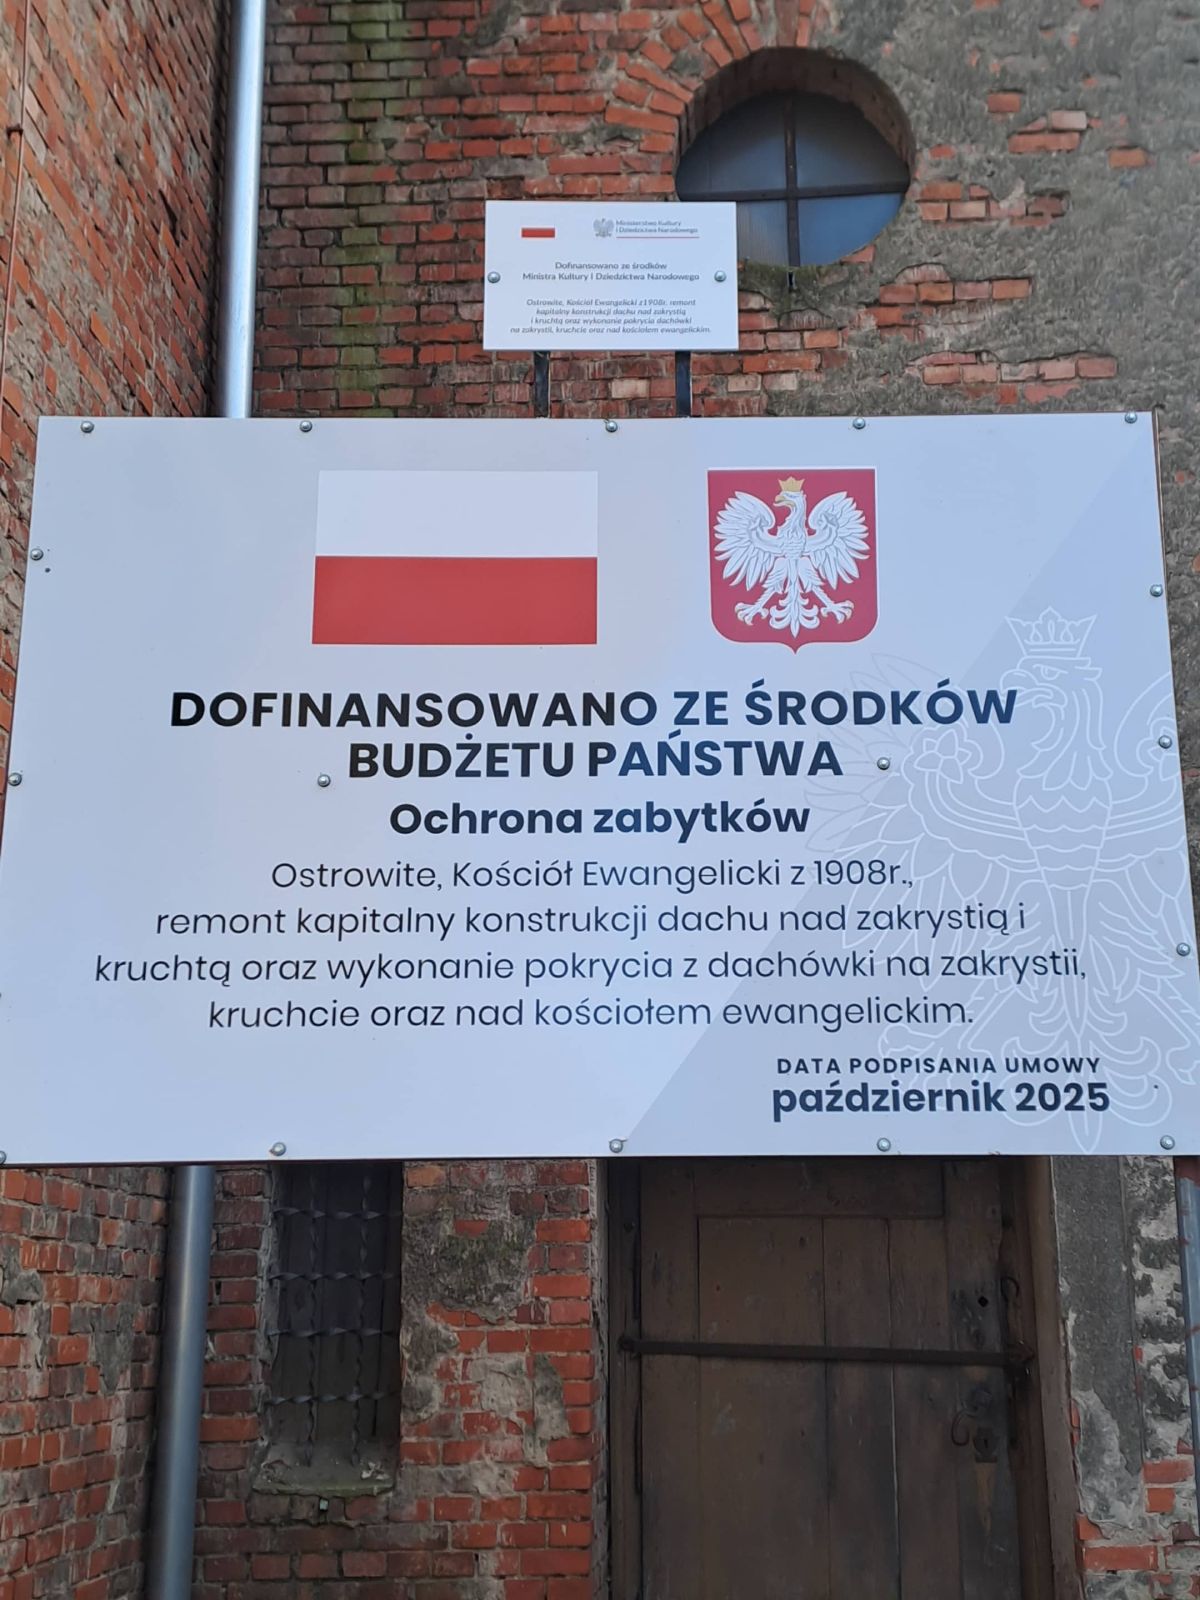 Ministerstwo Kultury
i Dziedzictwa Narodowego
Dofinansowano ze środków
Ministra Kultury i Dziedzictwa Narodowego
Ostrowite, Kościół Ewangelicki z1908r. remont
kapitalny konstrukcji dachu nad zakrystią
i kruchtą oraz wykonanie pokrycia dachówki
na zakrystii, kruchcie oraz nad kościołem ewangelickim.
DOFINANSOWANO ZE ŚRODKÓW
BUDŻETU PAŃSTWA
Ochrona zabytków
Ostrowite, Kościół Ewangelicki z 1908r.,
remont kapitalny konstrukcji dachu nad zakrystią i
kruchtą oraz wykonanie pokrycia z dachówki na zakrystii,
kruchcie oraz nad kościołem ewangelickim.
DATA PODPISANIA UMOWY
październik 2025